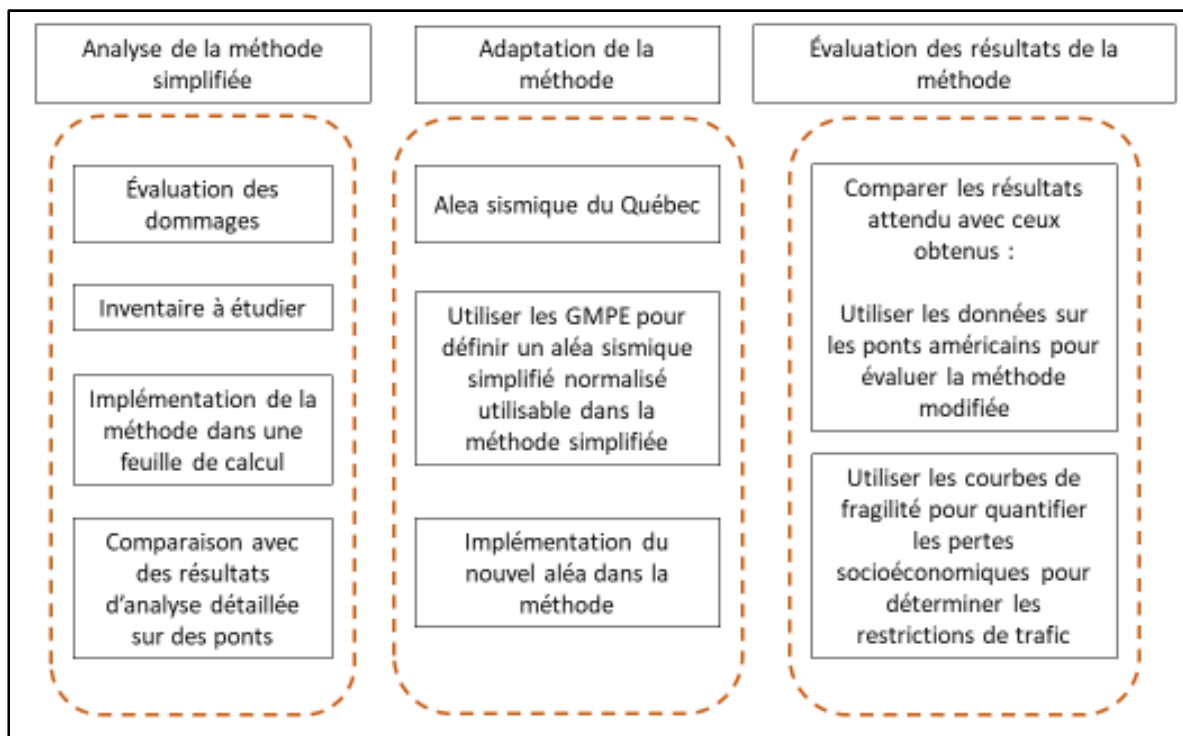 Analyse de la méthode
simplifiée
Évaluation des
dommages
Inventaire à étudier
Implémentation de la
méthode dans une
feuille de calcul
Comparaison avec
des résultats
d'analyse détaillée
sur des ponts
Adaptation de la
méthode
Alea sismique du Québec
Utiliser les GMPE pour
définir un aléa sismique
simplifié normalisé
utilisable dans la
méthode simplifiée
Implémentation du
nouvel aléa dans la
méthode
Évaluation des résultats de la
méthode
Comparer les résultats
attendu avec ceux
obtenus :
Utiliser les données sur
les ponts américains pour
évaluer la méthode
modifiée
Utiliser les courbes de
fragilité pour quantifier
les pertes
socioéconomiques pour
déterminer les
restrictions de trafic